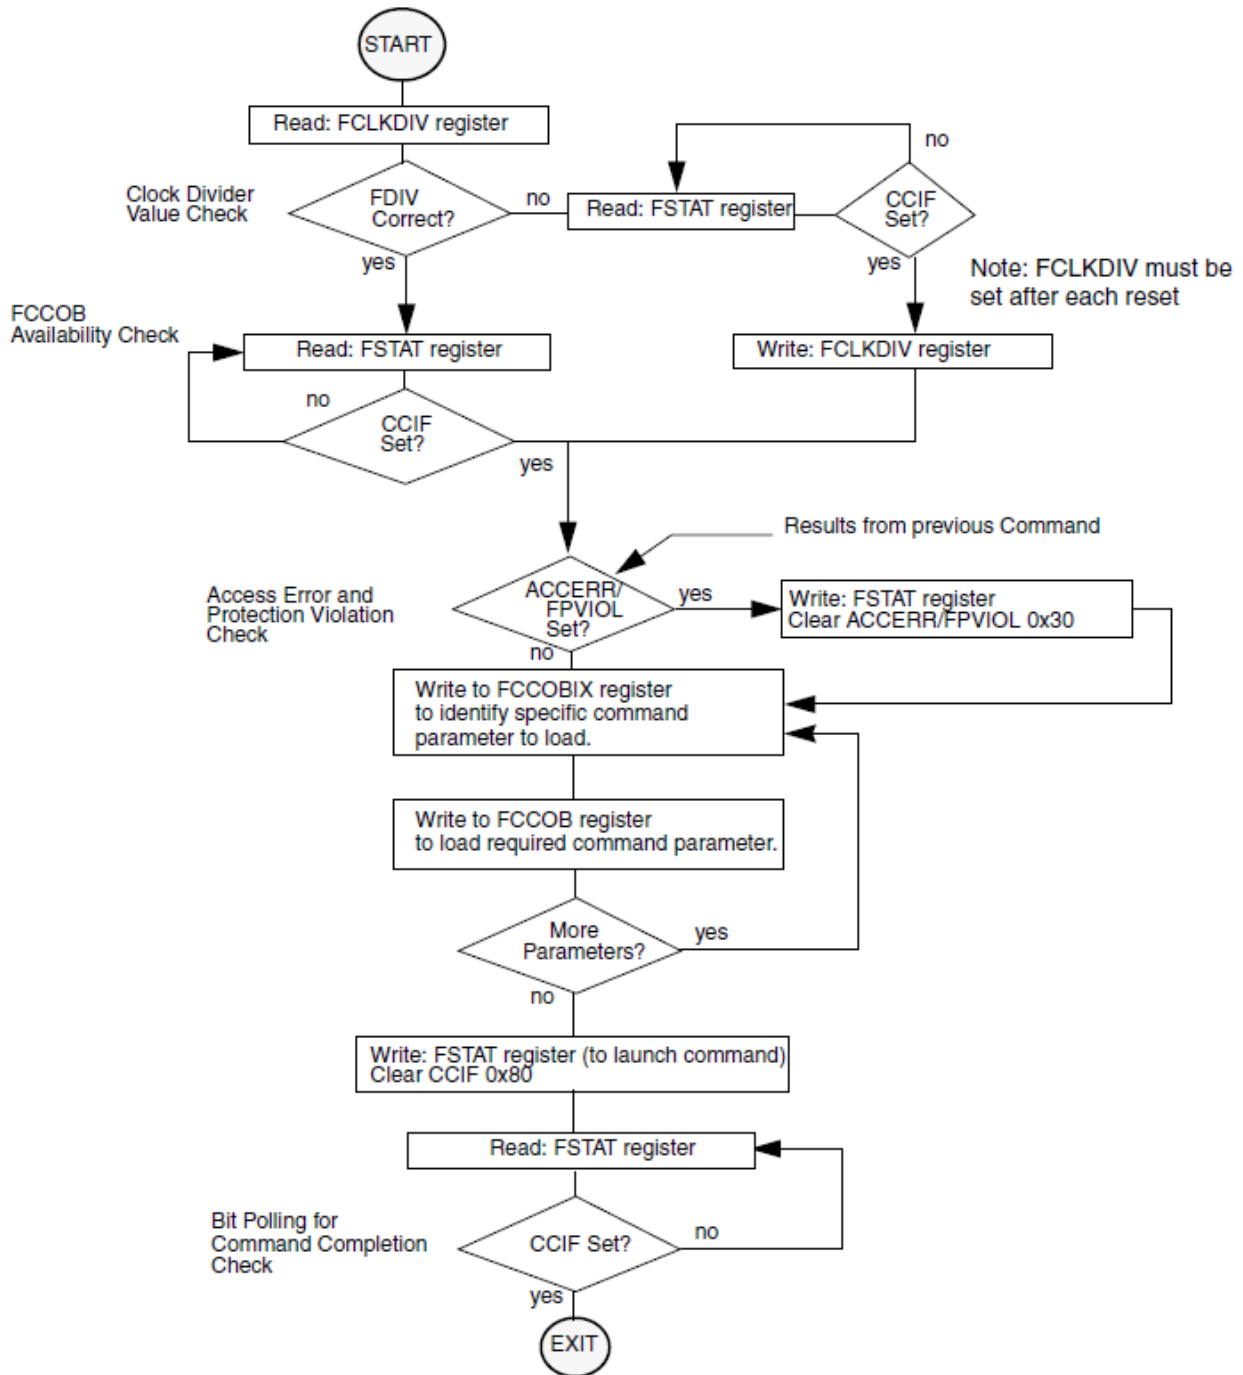 START
Read: FCLKDIV register
Clock Divider
Value Check
FDIV
Correct?
no
Read: FSTAT register
no
CCIF
Set?
yes
yes
Note: FCLKDIV must be
set after each reset
FCCOB
Availability Check
Read: FSTAT register
Write: FCLKDIV register
no
CCIF
Set?
yes
Results from previous Command
Access Error and
Protection Violation
Check
ACCERR/
FPVIOL
Set?
yes
Write: FSTAT register
Clear ACCERR/FPVIOL 0x30
no
Write to FCCOBIX register
to identify specific command
parameter to load.
Write to FCCOB register
to load required command parameter.
More
Parameters?
yes
no
Write: FSTAT register (to launch command)
Clear CCIF 0x80
Read: FSTAT register
Bit Polling for
Command Completion
Check
CCIF Set?
no
yes
EXIT